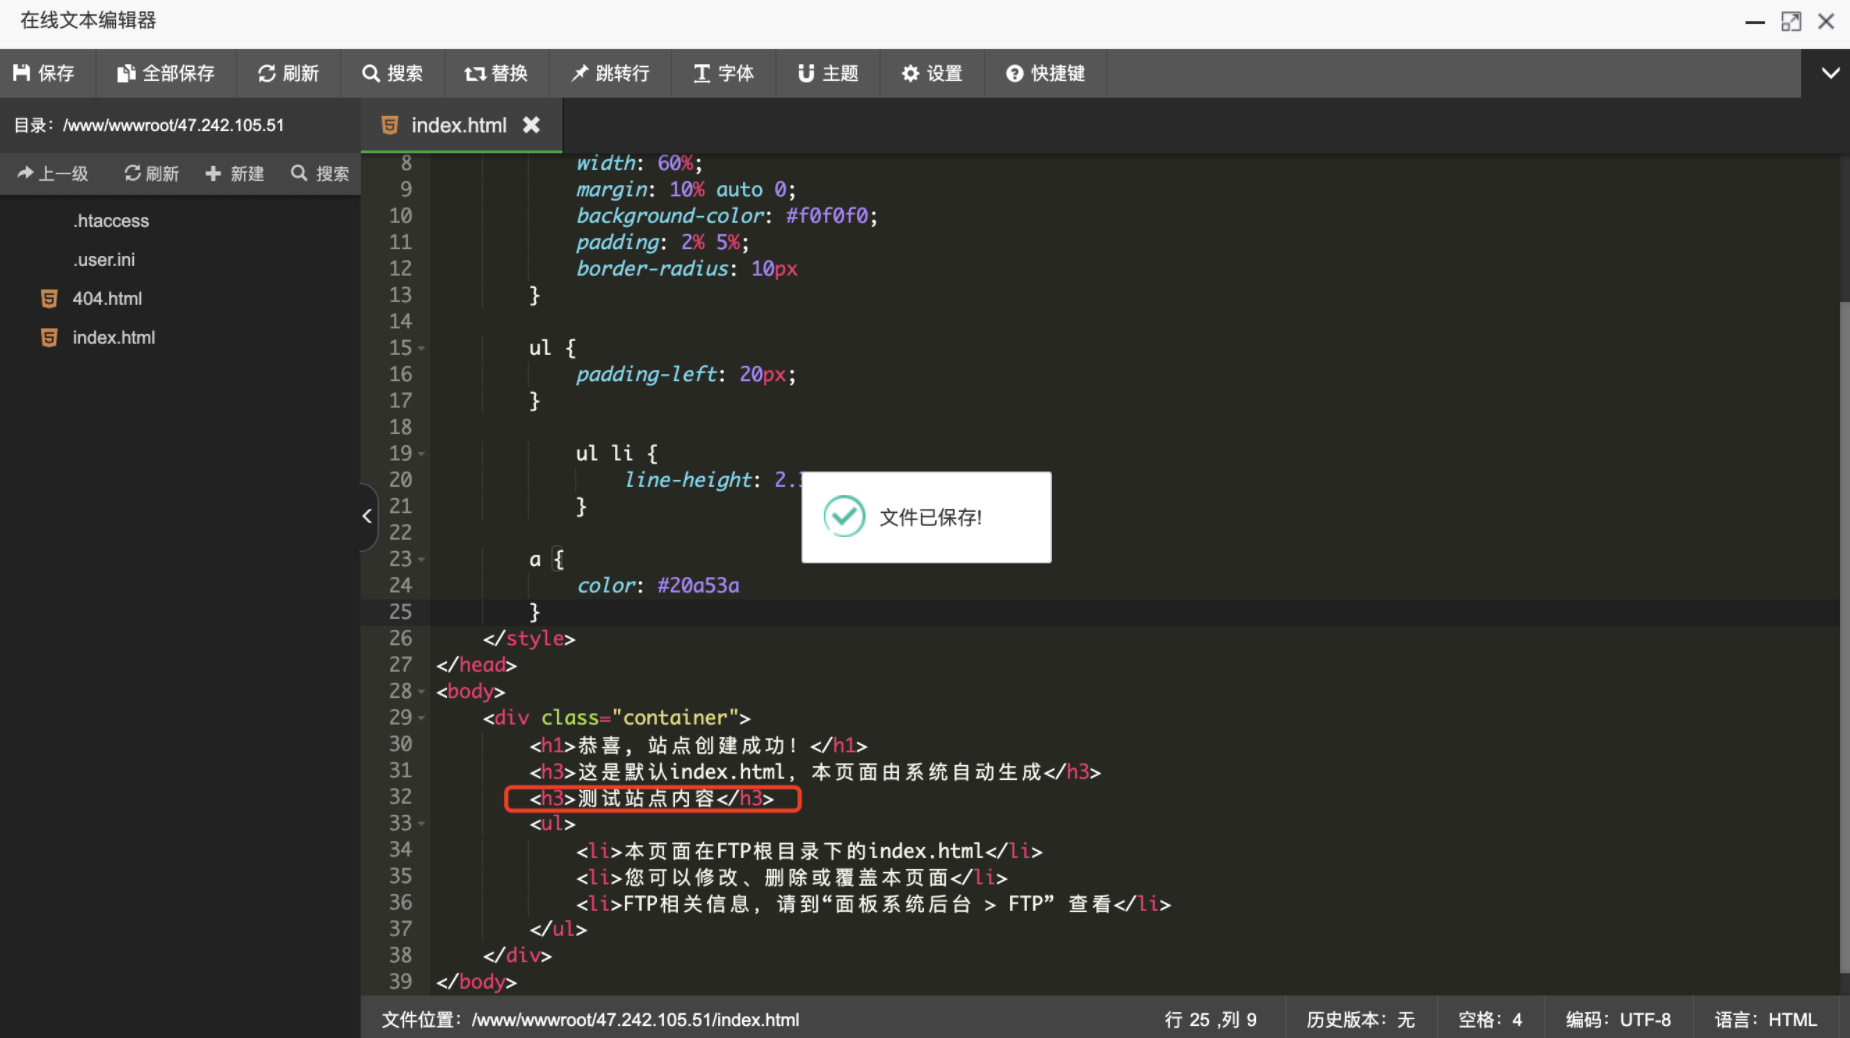 在线文本编辑器
保存 全部保存 刷新 搜索 替换 跳转行 字体 主题 设置 快捷键
目录：/www/wwwroot/47.242.105.51
index.html
上一级 刷新 新建 搜索
.htaccess
.user.ini
404.html
index.html
8 width: 60%;
9 margin: 10% auto 0;
10 background-color: #f0f0f0;
11 padding: 2% 5%;
12 border-radius: 10px
13 }
14
15 ul {
16 padding-left: 20px;
17 }
18
19 ul li {
20 line-height: 2.
21 }
22
23 a {
24 color: #20a53a
25 }
26 </style>
27 </head>
28 <body>
29 <div class="container">
30 <h1>恭喜，站点创建成功！</h1>
31 <h3>这是默认index.html，本页面由系统自动生成</h3>
32 <h3>测试站点内容</h3>
33 <ul>
34 <li>本页面在FTP根目录下的index.html</li>
35 <li>您可以修改、删除或覆盖本页面</li>
36 <li>FTP相关信息，请到“面板系统后台 > FTP” 查看</li>
37 </ul>
38 </div>
39 </body>
文件已保存!
文件位置：/www/wwwroot/47.242.105.51/index.html
行 25 ,列 9 历史版本：无 空格：4 编码：UTF-8 语言：HTML